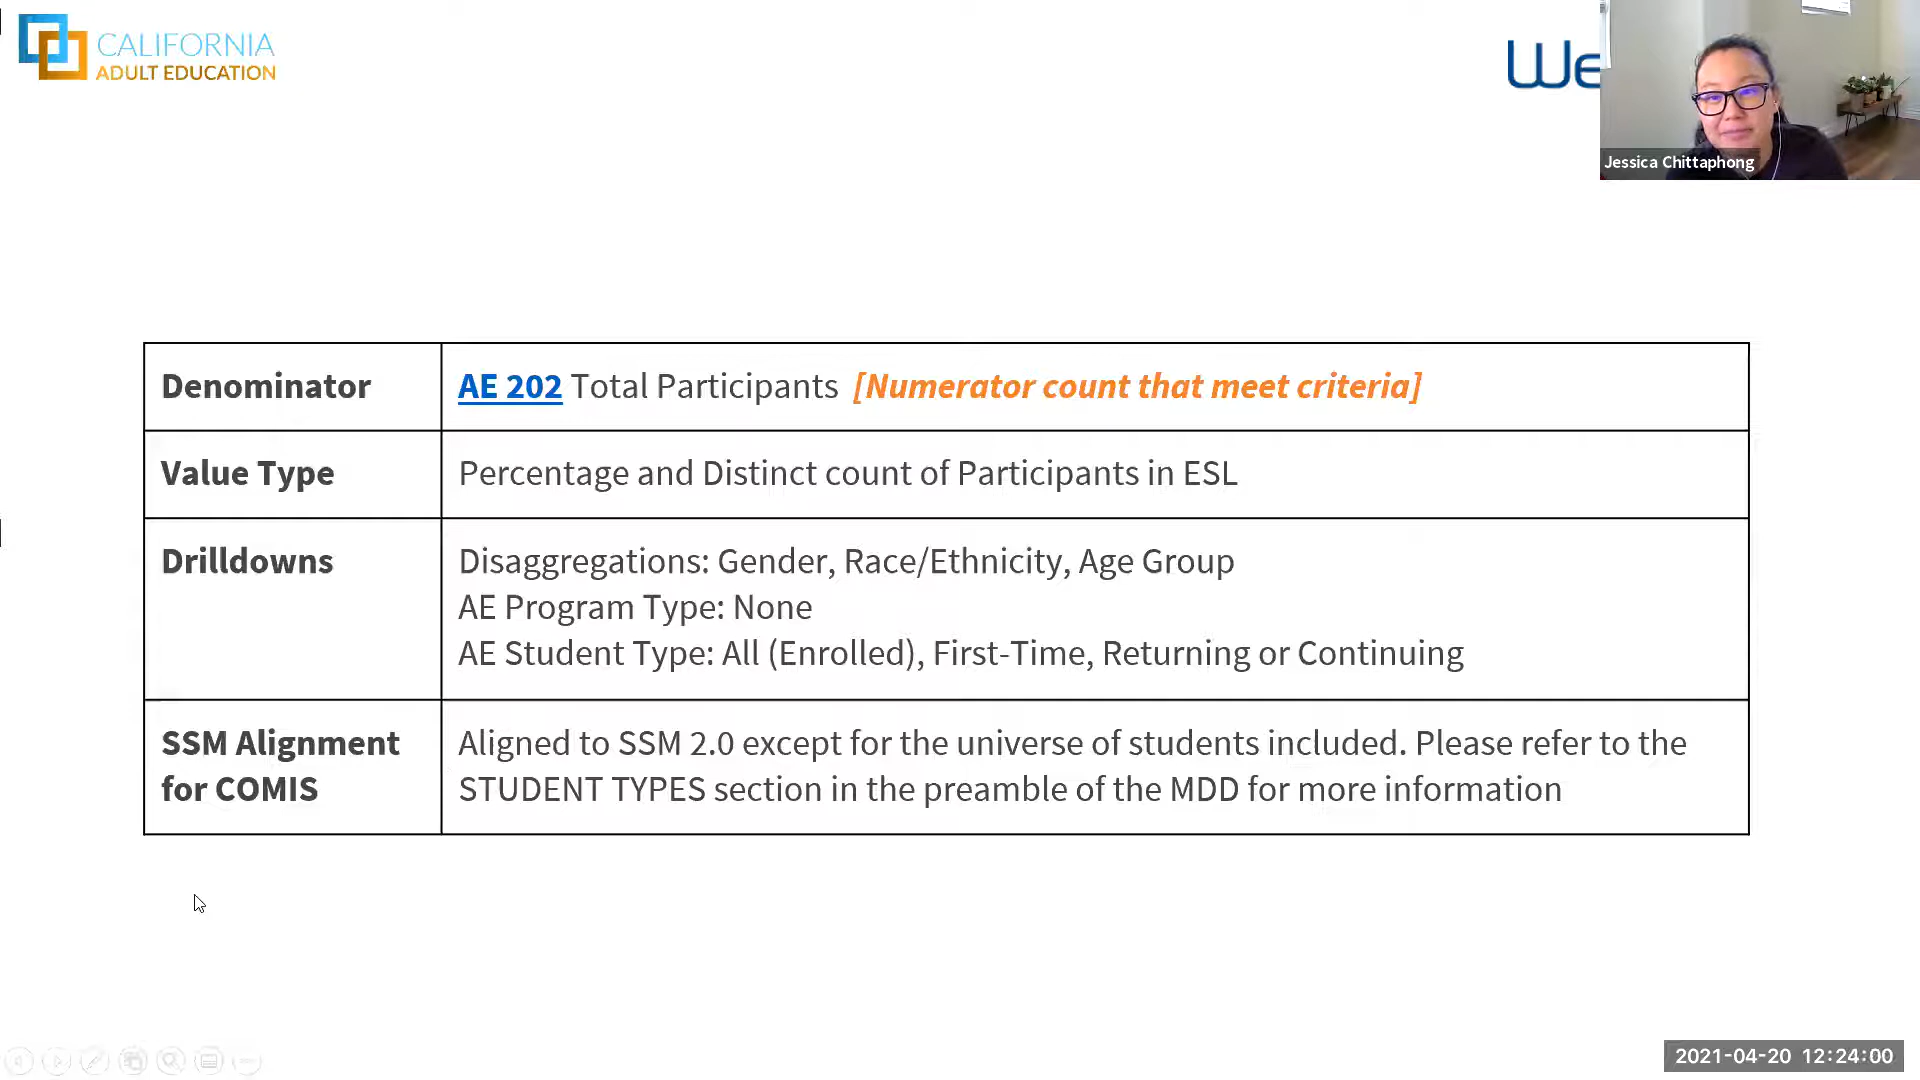 CALIFORNIA
ADULT EDUCATION
We
Jessica Chittaphong
Denominator
AE 202 Total Participants [Numerator count that meet criteria]
Value Type
Percentage and Distinct count of Participants in ESL
Drilldowns
Disaggregations: Gender, Race/Ethnicity, Age Group
AE Program Type: None
AE Student Type: All (Enrolled), First-Time, Returning or Continuing
SSM Alignment
for COMIS
Aligned to SSM 2.0 except for the universe of students included. Please refer to the
STUDENT TYPES section in the preamble of the MDD for more information
2021-04-20 12:24:00